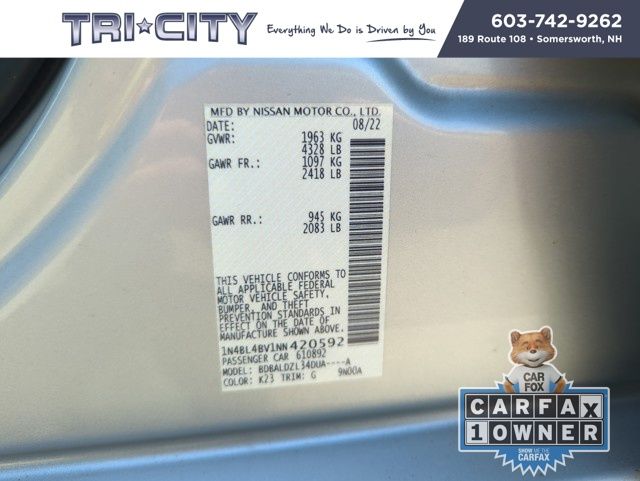 TRI★CITY
Everything We Do is Driven by You
603-742-9262
189 Route 108 • Somersworth, NH
MFD BY NISSAN MOTOR CO., LTD.
DATE: 08/22
GVWR: 1963 KG
4328 LB
GAWR FR.: 1097 KG
2418 LB
GAWR RR.: 945 KG
2083 LB
THIS VEHICLE CONFORMS TO
ALL APPLICABLE FEDERAL
MOTOR VEHICLE SAFETY,
BUMPER, AND THEFT
PREVENTION STANDARDS IN
EFFECT ON THE DATE OF
MANUFACTURE SHOWN ABOVE.
1N4BL4BV1NN420592
PASSENGER CAR 610892
MODEL: BDBALDZL34DUA----A
COLOR: K23 TRIM: G 9N00A
CAR
FOX
CARFAX
1 OWNER
SHOW ME THE
CARFAX